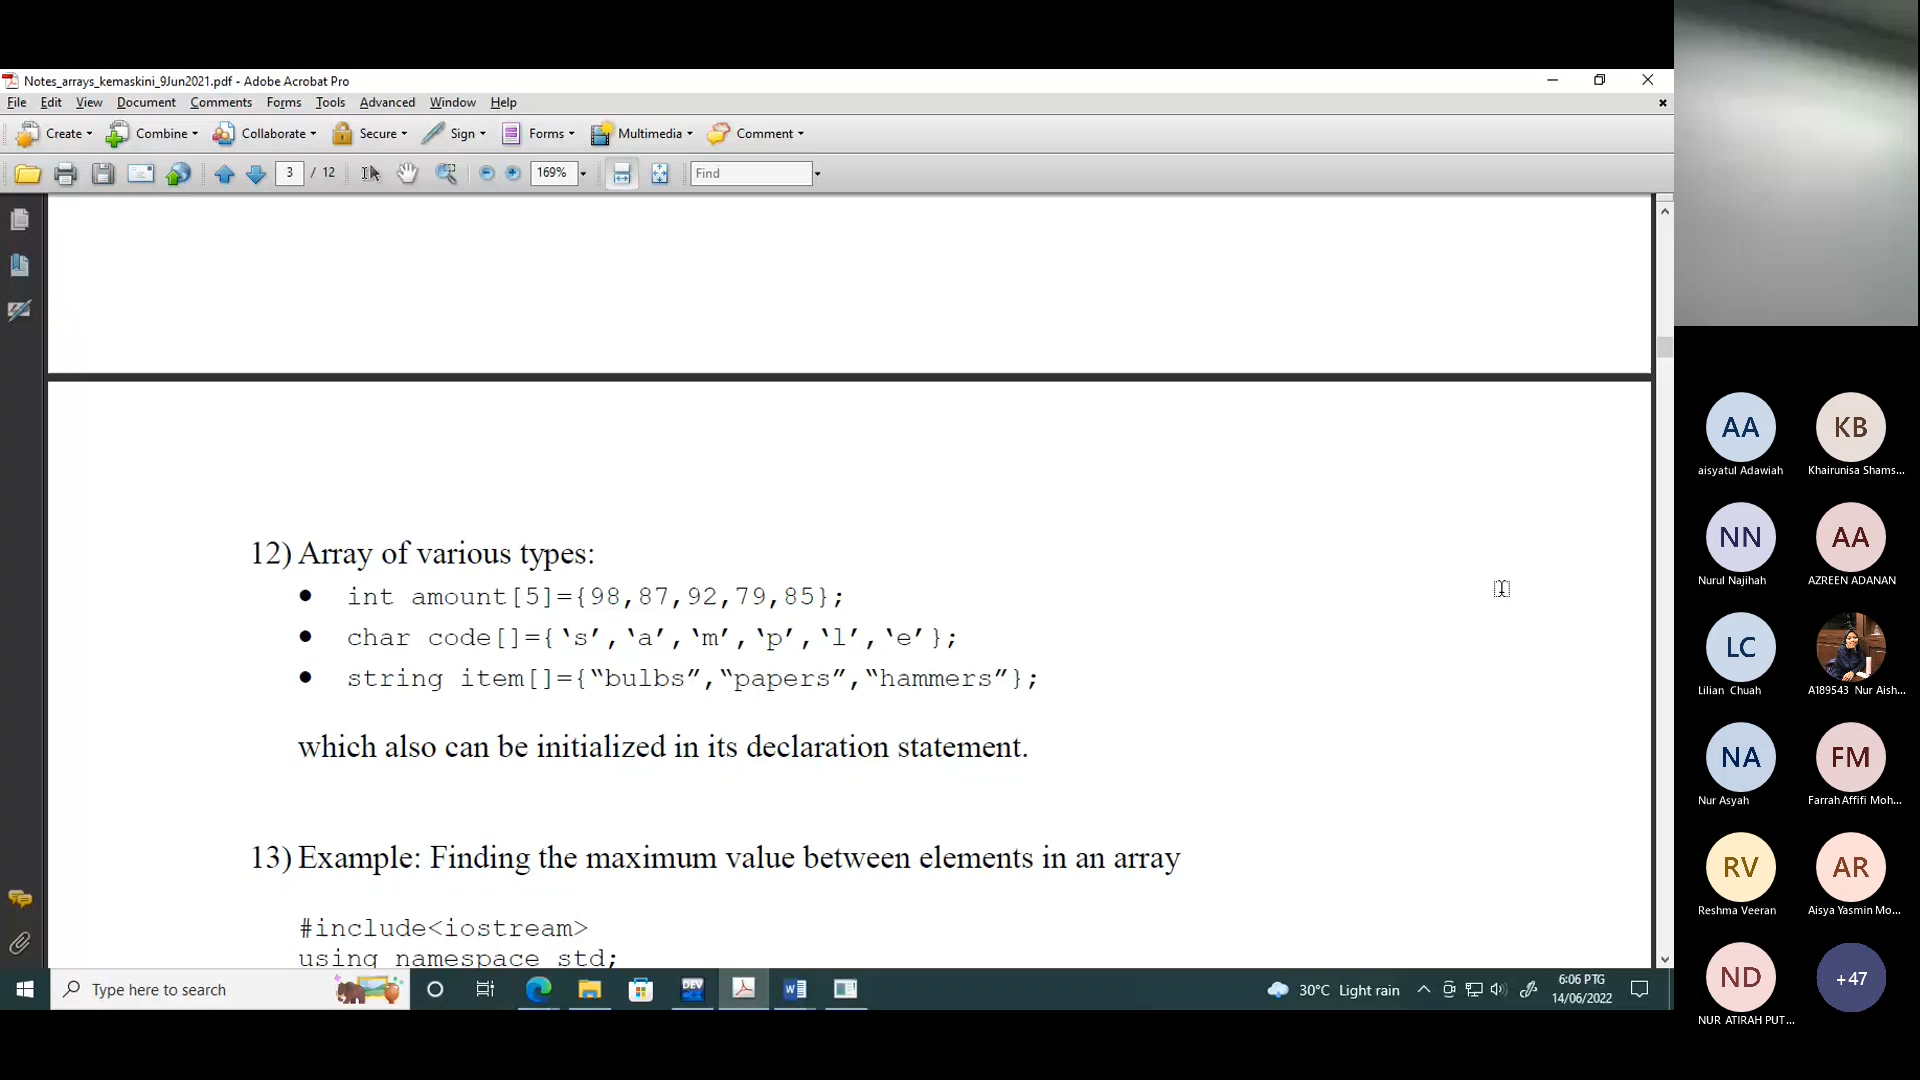 Notes_arrays_kemaskini_9Jun2021.pdf - Adobe Acrobat Pro
File Edit View Document Comments Forms Tools Advanced Window Help
Create Combine Collaborate Secure Sign Forms Multimedia Comment
3 / 12 169% Find
12) Array of various types:
• int amount[5]={98,87,92,79,85};
• char code[]={‘s’,‘a’,‘m’,‘p’,‘l’,‘e’};
• string item[]={“bulbs”,“papers”,“hammers”};
which also can be initialized in its declaration statement.
13) Example: Finding the maximum value between elements in an array
#include<iostream>
using namespace std;
Type here to search
DEV
30°C Light rain
6:06 PTG
14/06/2022
AA KB
aisyatul Adawiah Khairunisa Shams...
NN AA
Nurul Najihah AZREEN ADANAN
LC
Lilian Chuah A189543 Nur Aish...
NA FM
Nur Asyah Farrah Affifi Moh...
RV AR
Reshma Veeran Aisya Yasmin Mo...
ND +47
NUR ATIRAH PUT...